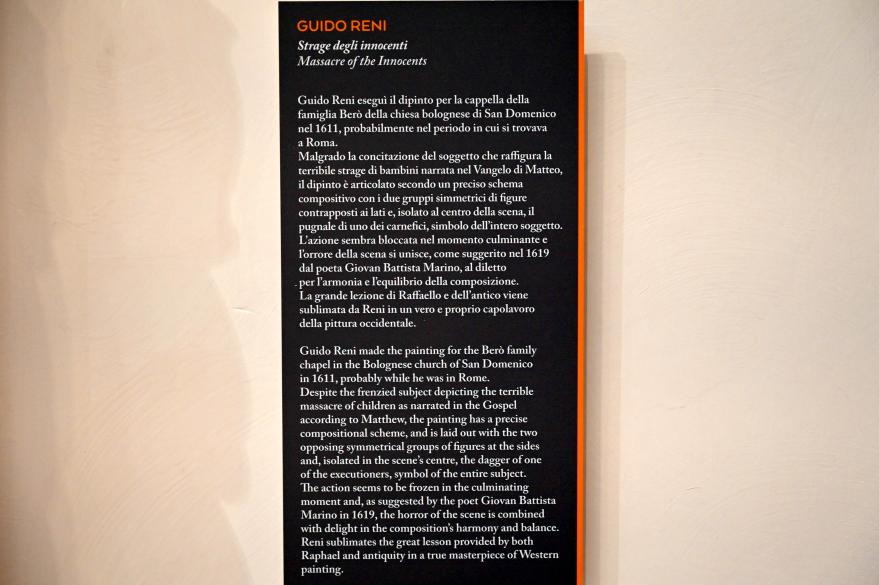 GUIDO RENI
Strage degli innocenti
Massacre of the Innocents
Guido Reni eseguì il dipinto per la cappella della
famiglia Berò della chiesa bolognese di San Domenico
nel 1611, probabilmente nel periodo in cui si trovava
a Roma.
Malgrado la concitazione del soggetto che raffigura la
terribile strage di bambini narrata nel Vangelo di Matteo,
il dipinto è articolato secondo un preciso schema
compositivo con i due gruppi simmetrici di figure
contrapposti ai lati e, isolato al centro della scena, il
pugnale di uno dei carnefici, simbolo dell'intero soggetto.
L'azione sembra bloccata nel momento culminante e
l'orrore della scena si unisce, come suggerito nel 1619
dal poeta Giovan Battista Marino, al diletto
per l'armonia e l'equilibrio della composizione.
La grande lezione di Raffaello e dell'antico viene
sublimata da Reni in un vero e proprio capolavoro
della pittura occidentale.
Guido Reni made the painting for the Berò family
chapel in the Bolognese church of San Domenico
in 1611, probably while he was in Rome.
Despite the frenzied subject depicting the terrible
massacre of children as narrated in the Gospel
according to Matthew, the painting has a precise
compositional scheme, and is laid out with the two
opposing symmetrical groups of figures at the sides
and, isolated in the scene's centre, the dagger of one
of the executioners, symbol of the entire subject.
The action seems to be frozen in the culminating
moment and, as suggested by the poet Giovan Battista
Marino in 1619, the horror of the scene is combined
with delight in the composition's harmony and balance.
Reni sublimates the great lesson provided by both
Raphael and antiquity in a true masterpiece of Western
painting.